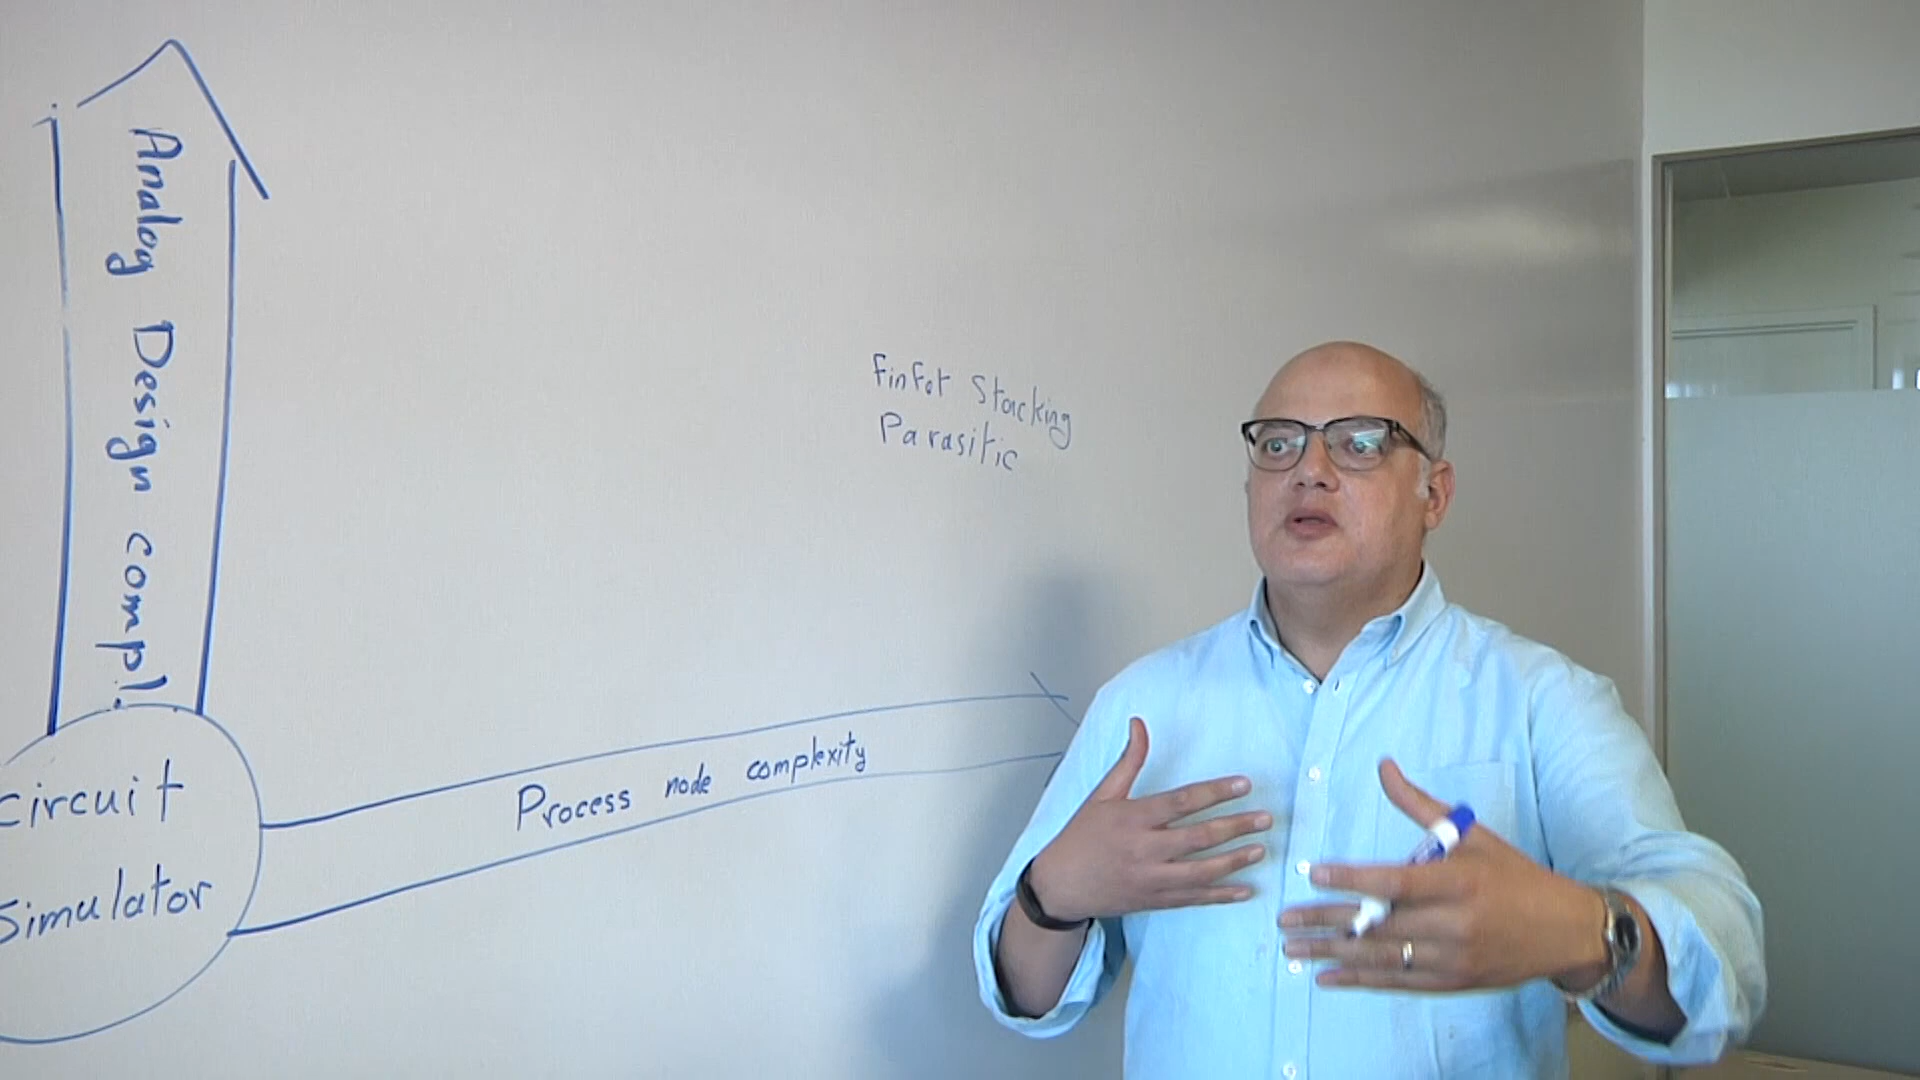 Analog Design compl.
FinFet Stacking
Parasitic
Process node complexity
circuit
Simulator